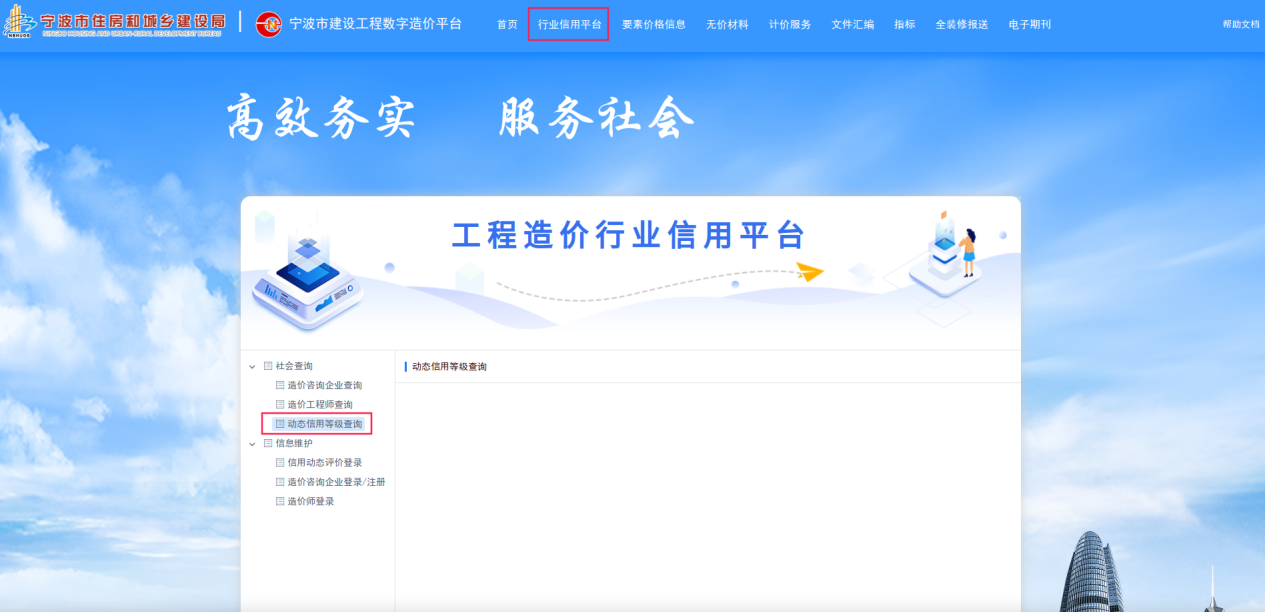 宁波市住房和城乡建设局
NINGBO HOUSING AND URBAN-RURAL DEVELOPMENT BUREAU
NBHURD
宁波市建设工程数字造价平台
首页 行业信用平台 要素价格信息 无价材料 计价服务 文件汇编 指标 全装修报送 电子期刊 帮助文档
高效务实 服务社会
工程造价行业信用平台
社会查询
造价咨询企业查询
造价工程师查询
动态信用等级查询
信息维护
信用动态评价登录
造价咨询企业登录/注册
造价师登录
动态信用等级查询